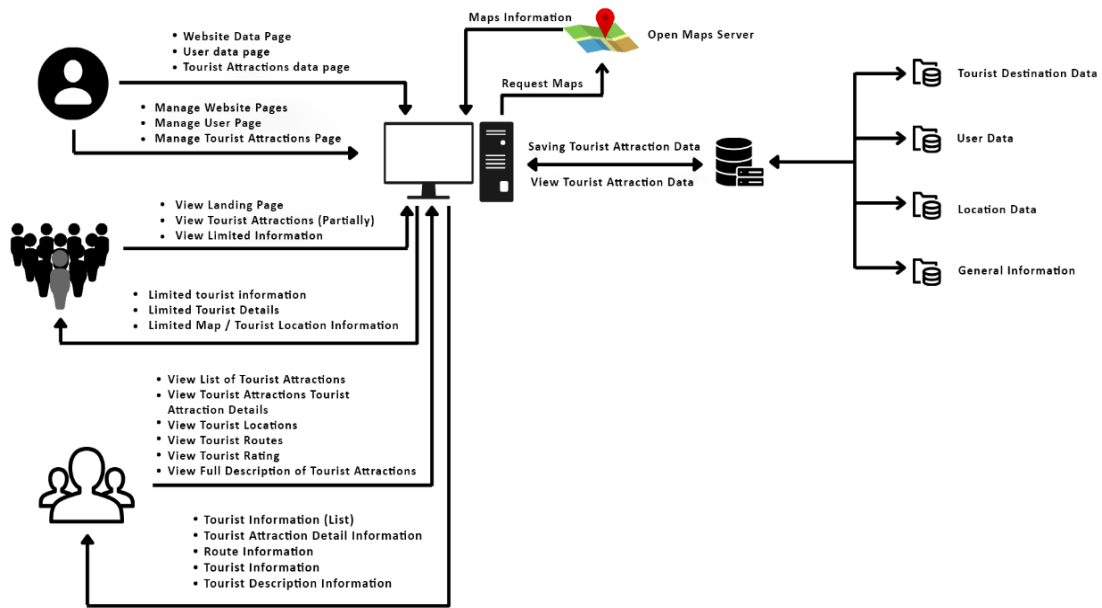 Maps Information
Open Maps Server
Request Maps
• Website Data Page
• User data page
• Tourist Attractions data page
• Manage Website Pages
• Manage User Page
• Manage Tourist Attractions Page
Saving Tourist Attraction Data
View Tourist Attraction Data
Tourist Destination Data
User Data
Location Data
General Information
• View Landing Page
• View Tourist Attractions (Partially)
• View Limited Information
• Limited tourist information
• Limited Tourist Details
• Limited Map / Tourist Location Information
• View List of Tourist Attractions
• View Tourist Attractions Tourist
Attraction Details
• View Tourist Locations
• View Tourist Routes
• View Tourist Rating
• View Full Description of Tourist Attractions
• Tourist Information (List)
• Tourist Attraction Detail Information
• Route Information
• Tourist Information
• Tourist Description Information